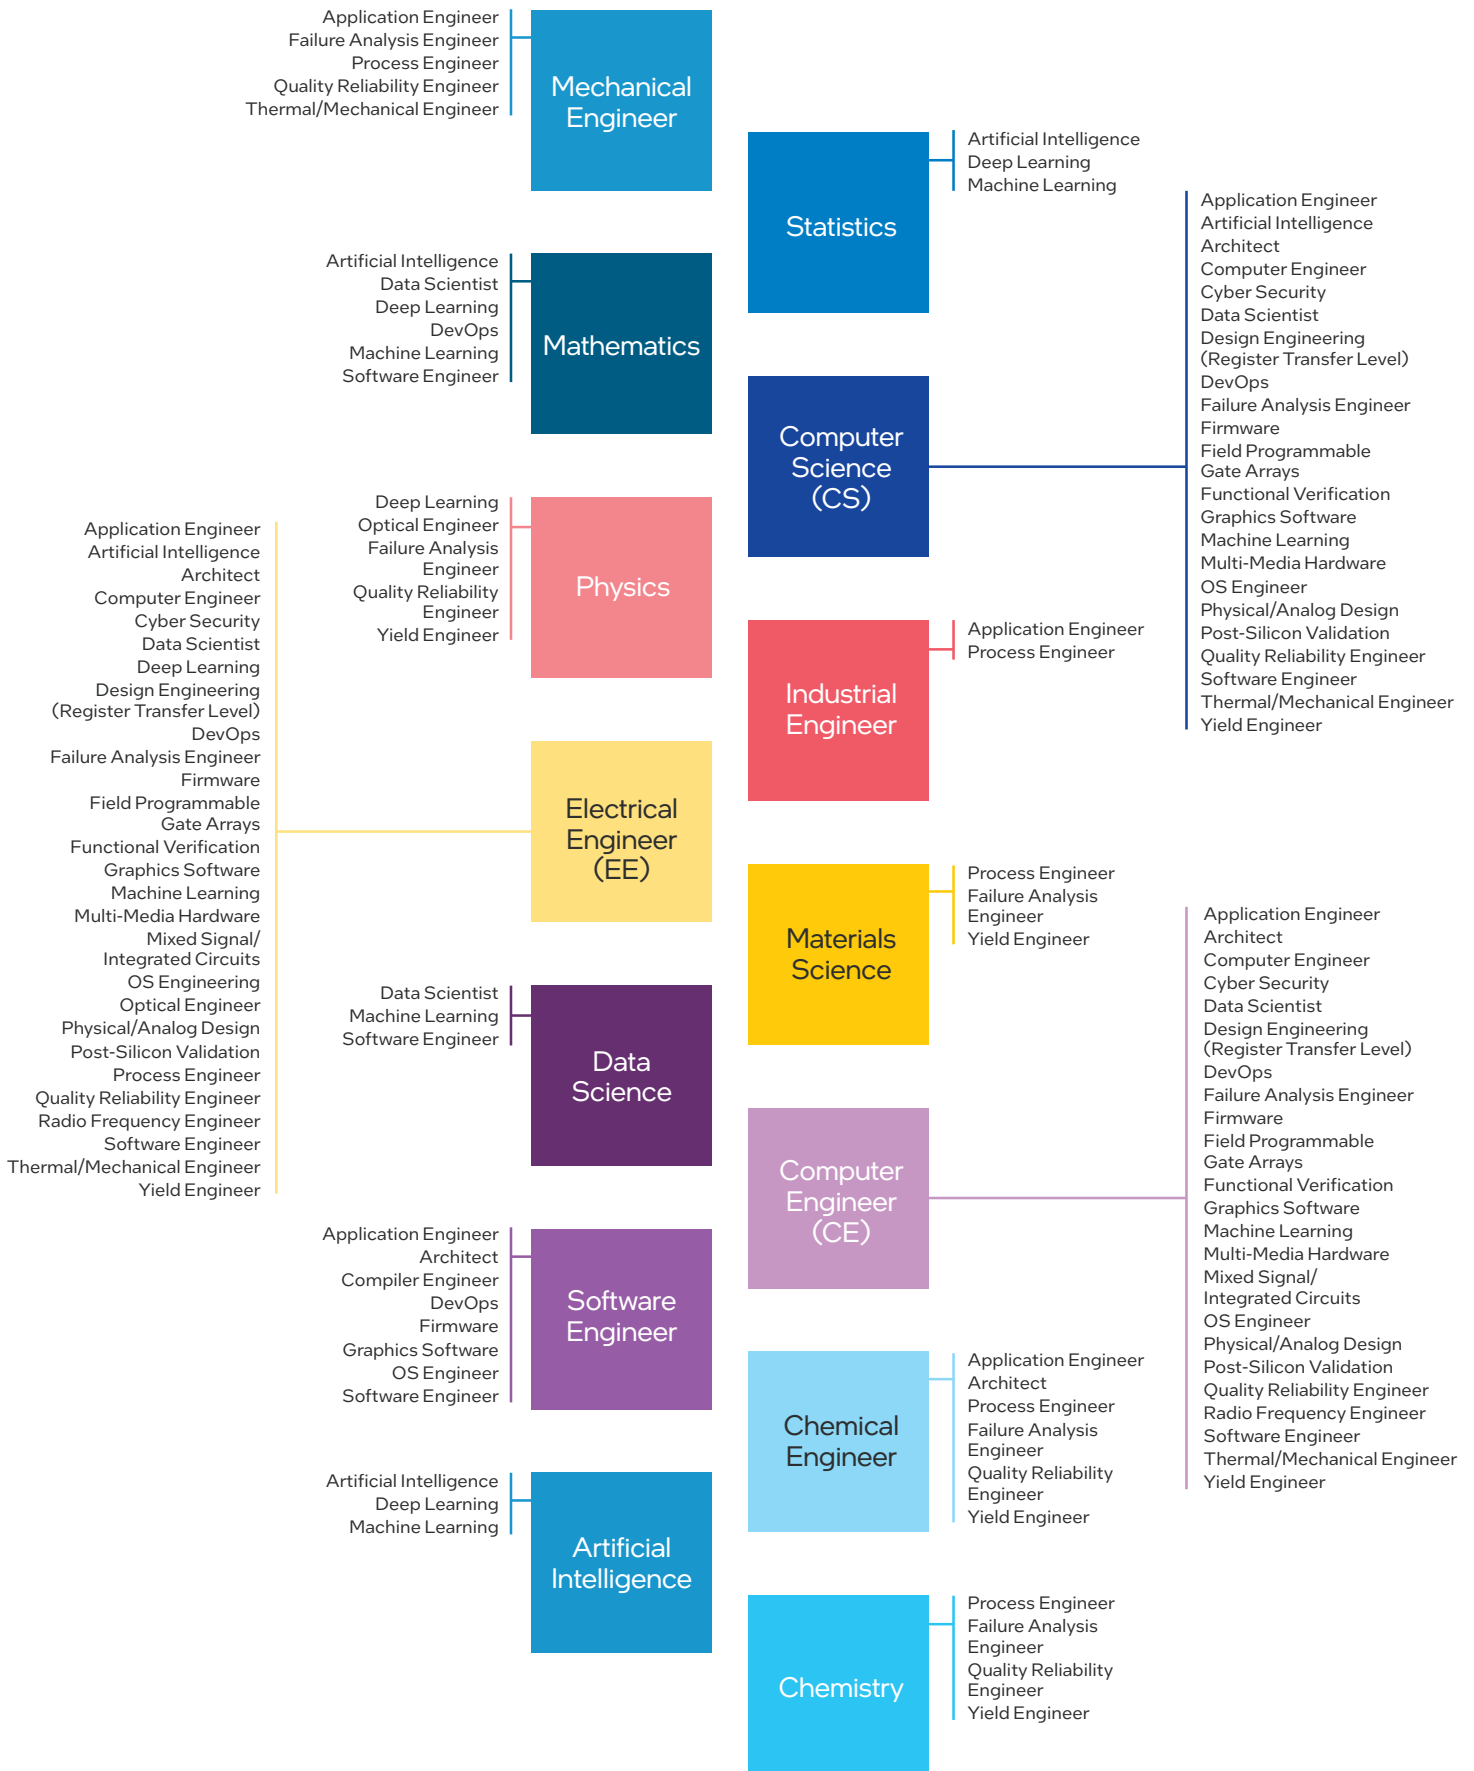 Application Engineer
Failure Analysis Engineer
Process Engineer
Quality Reliability Engineer
Thermal/Mechanical Engineer
Mechanical
Engineer
Statistics
Artificial Intelligence
Deep Learning
Machine Learning
Artificial Intelligence
Data Scientist
Deep Learning
DevOps
Machine Learning
Software Engineer
Mathematics
Computer
Science
(CS)
Application Engineer
Artificial Intelligence
Architect
Computer Engineer
Cyber Security
Data Scientist
Design Engineering
(Register Transfer Level)
DevOps
Failure Analysis Engineer
Firmware
Field Programmable
Gate Arrays
Functional Verification
Graphics Software
Machine Learning
Multi-Media Hardware
OS Engineer
Physical/Analog Design
Post-Silicon Validation
Quality Reliability Engineer
Software Engineer
Thermal/Mechanical Engineer
Yield Engineer
Deep Learning
Optical Engineer
Failure Analysis
Engineer
Quality Reliability
Engineer
Yield Engineer
Physics
Industrial
Engineer
Application Engineer
Process Engineer
Application Engineer
Artificial Intelligence
Architect
Computer Engineer
Cyber Security
Data Scientist
Deep Learning
Design Engineering
(Register Transfer Level)
DevOps
Failure Analysis Engineer
Firmware
Field Programmable
Gate Arrays
Functional Verification
Graphics Software
Machine Learning
Multi-Media Hardware
Mixed Signal/
Integrated Circuits
OS Engineering
Optical Engineer
Physical/Analog Design
Post-Silicon Validation
Process Engineer
Quality Reliability Engineer
Radio Frequency Engineer
Software Engineer
Thermal/Mechanical Engineer
Yield Engineer
Electrical
Engineer
(EE)
Materials
Science
Process Engineer
Failure Analysis
Engineer
Yield Engineer
Data Scientist
Machine Learning
Software Engineer
Data
Science
Computer
Engineer
(CE)
Application Engineer
Architect
Computer Engineer
Cyber Security
Data Scientist
Design Engineering
(Register Transfer Level)
DevOps
Failure Analysis Engineer
Firmware
Field Programmable
Gate Arrays
Functional Verification
Graphics Software
Machine Learning
Multi-Media Hardware
Mixed Signal/
Integrated Circuits
OS Engineer
Physical/Analog Design
Post-Silicon Validation
Quality Reliability Engineer
Radio Frequency Engineer
Software Engineer
Thermal/Mechanical Engineer
Yield Engineer
Application Engineer
Architect
Compiler Engineer
DevOps
Firmware
Graphics Software
OS Engineer
Software Engineer
Software
Engineer
Chemical
Engineer
Application Engineer
Architect
Process Engineer
Failure Analysis
Engineer
Quality Reliability
Engineer
Yield Engineer
Artificial Intelligence
Deep Learning
Machine Learning
Artificial
Intelligence
Chemistry
Process Engineer
Failure Analysis
Engineer
Quality Reliability
Engineer
Yield Engineer